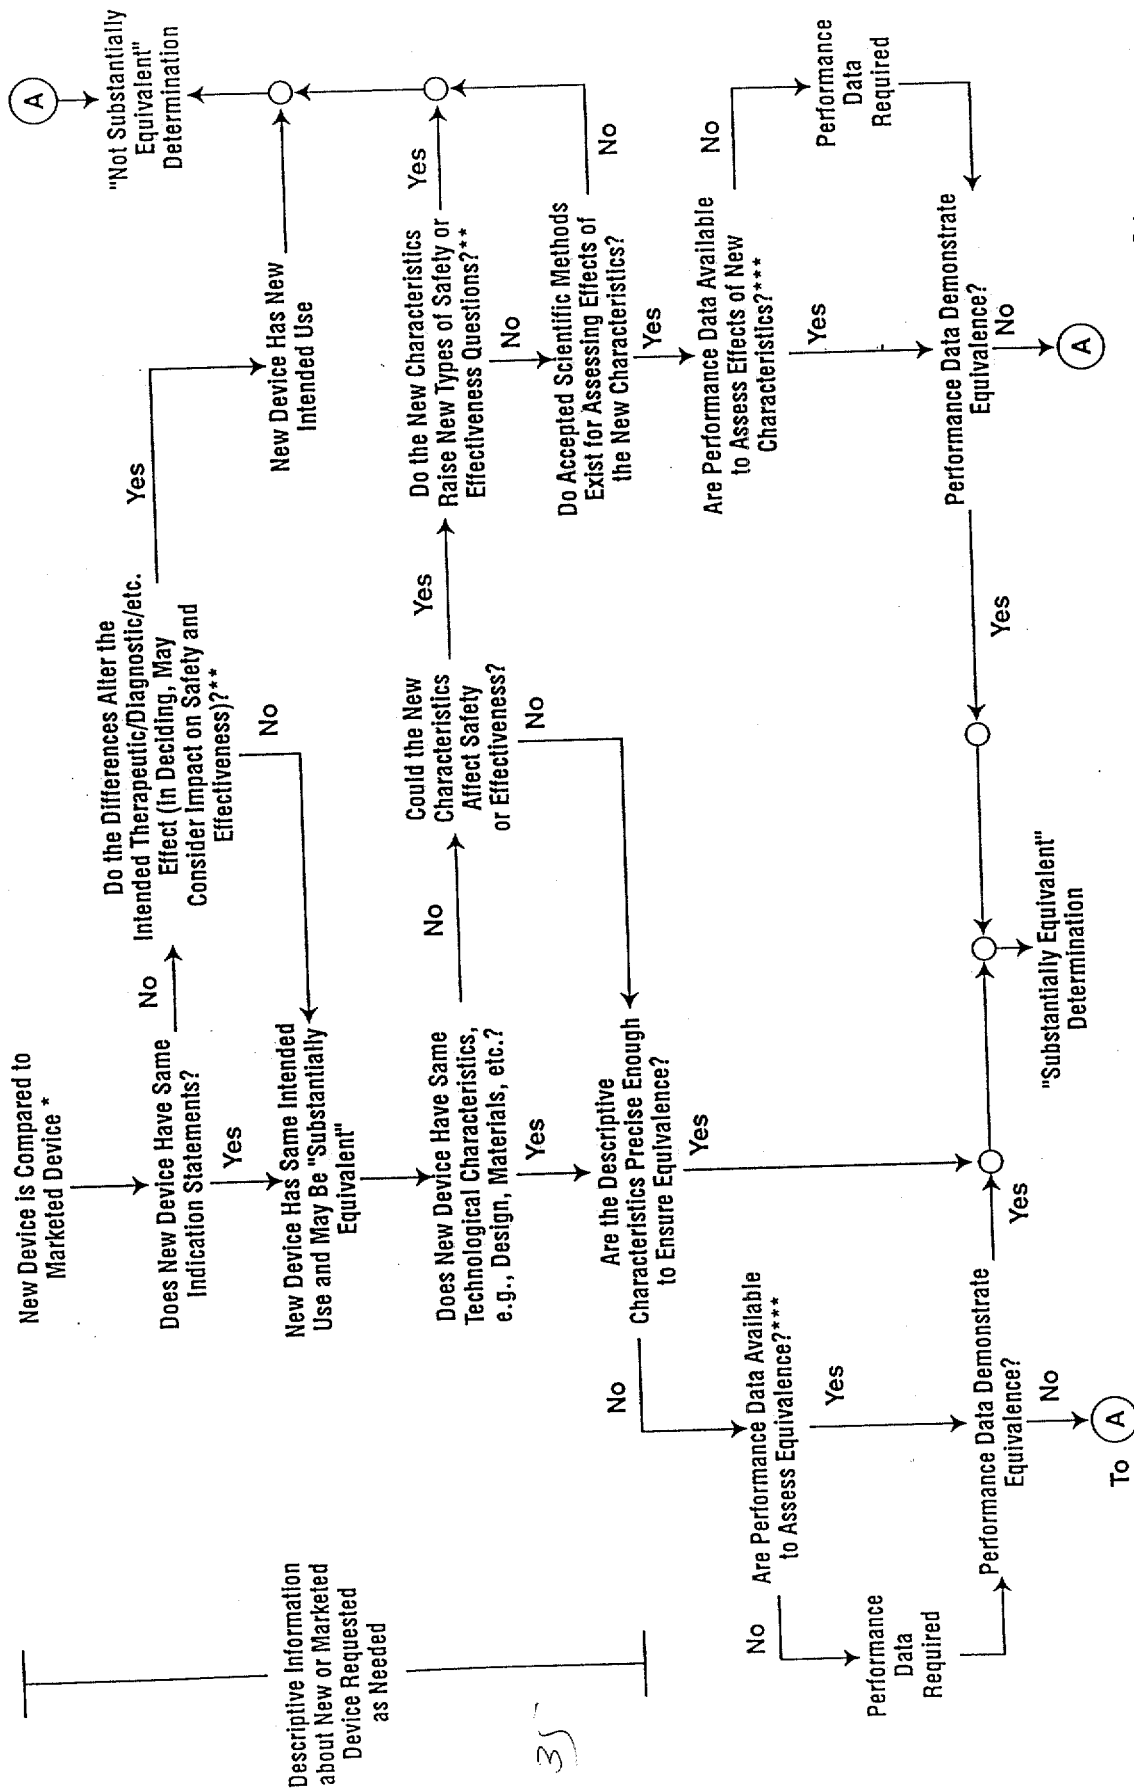 New Device is Compared to
Marketed Device *
Does New Device Have Same
Indication Statements?
No
Do the Differences Alter the
Intended Therapeutic/Diagnostic/etc.
Effect (in Deciding, May
Consider Impact on Safety and
Effectiveness)?**
Yes
"Not Substantially
Equivalent"
Determination
A
Yes
No
New Device Has New
Intended Use
New Device Has Same Intended
Use and May Be "Substantially
Equivalent"
Does New Device Have Same
Technological Characteristics,
e.g., Design, Materials, etc.?
No
Could the New
Characteristics
Affect Safety
or Effectiveness?
Yes
Do the New Characteristics
Raise New Types of Safety or
Effectiveness Questions?**
Yes
Yes
No
No
Do Accepted Scientific Methods
Exist for Assessing Effects of
the New Characteristics?
No
Yes
Descriptive Information
about New or Marketed
Device Requested
as Needed
35
No
Are the Descriptive
Characteristics Precise Enough
to Ensure Equivalence?
Yes
Are Performance Data Available
to Assess Effects of New
Characteristics?***
No
Performance
Data
Required
Yes
No
Are Performance Data Available
to Assess Equivalence?***
Yes
Performance
Data
Required
Performance Data Demonstrate
Equivalence?
Yes
"Substantially Equivalent"
Determination
Yes
Performance Data Demonstrate
Equivalence?
No
A
No
To
A